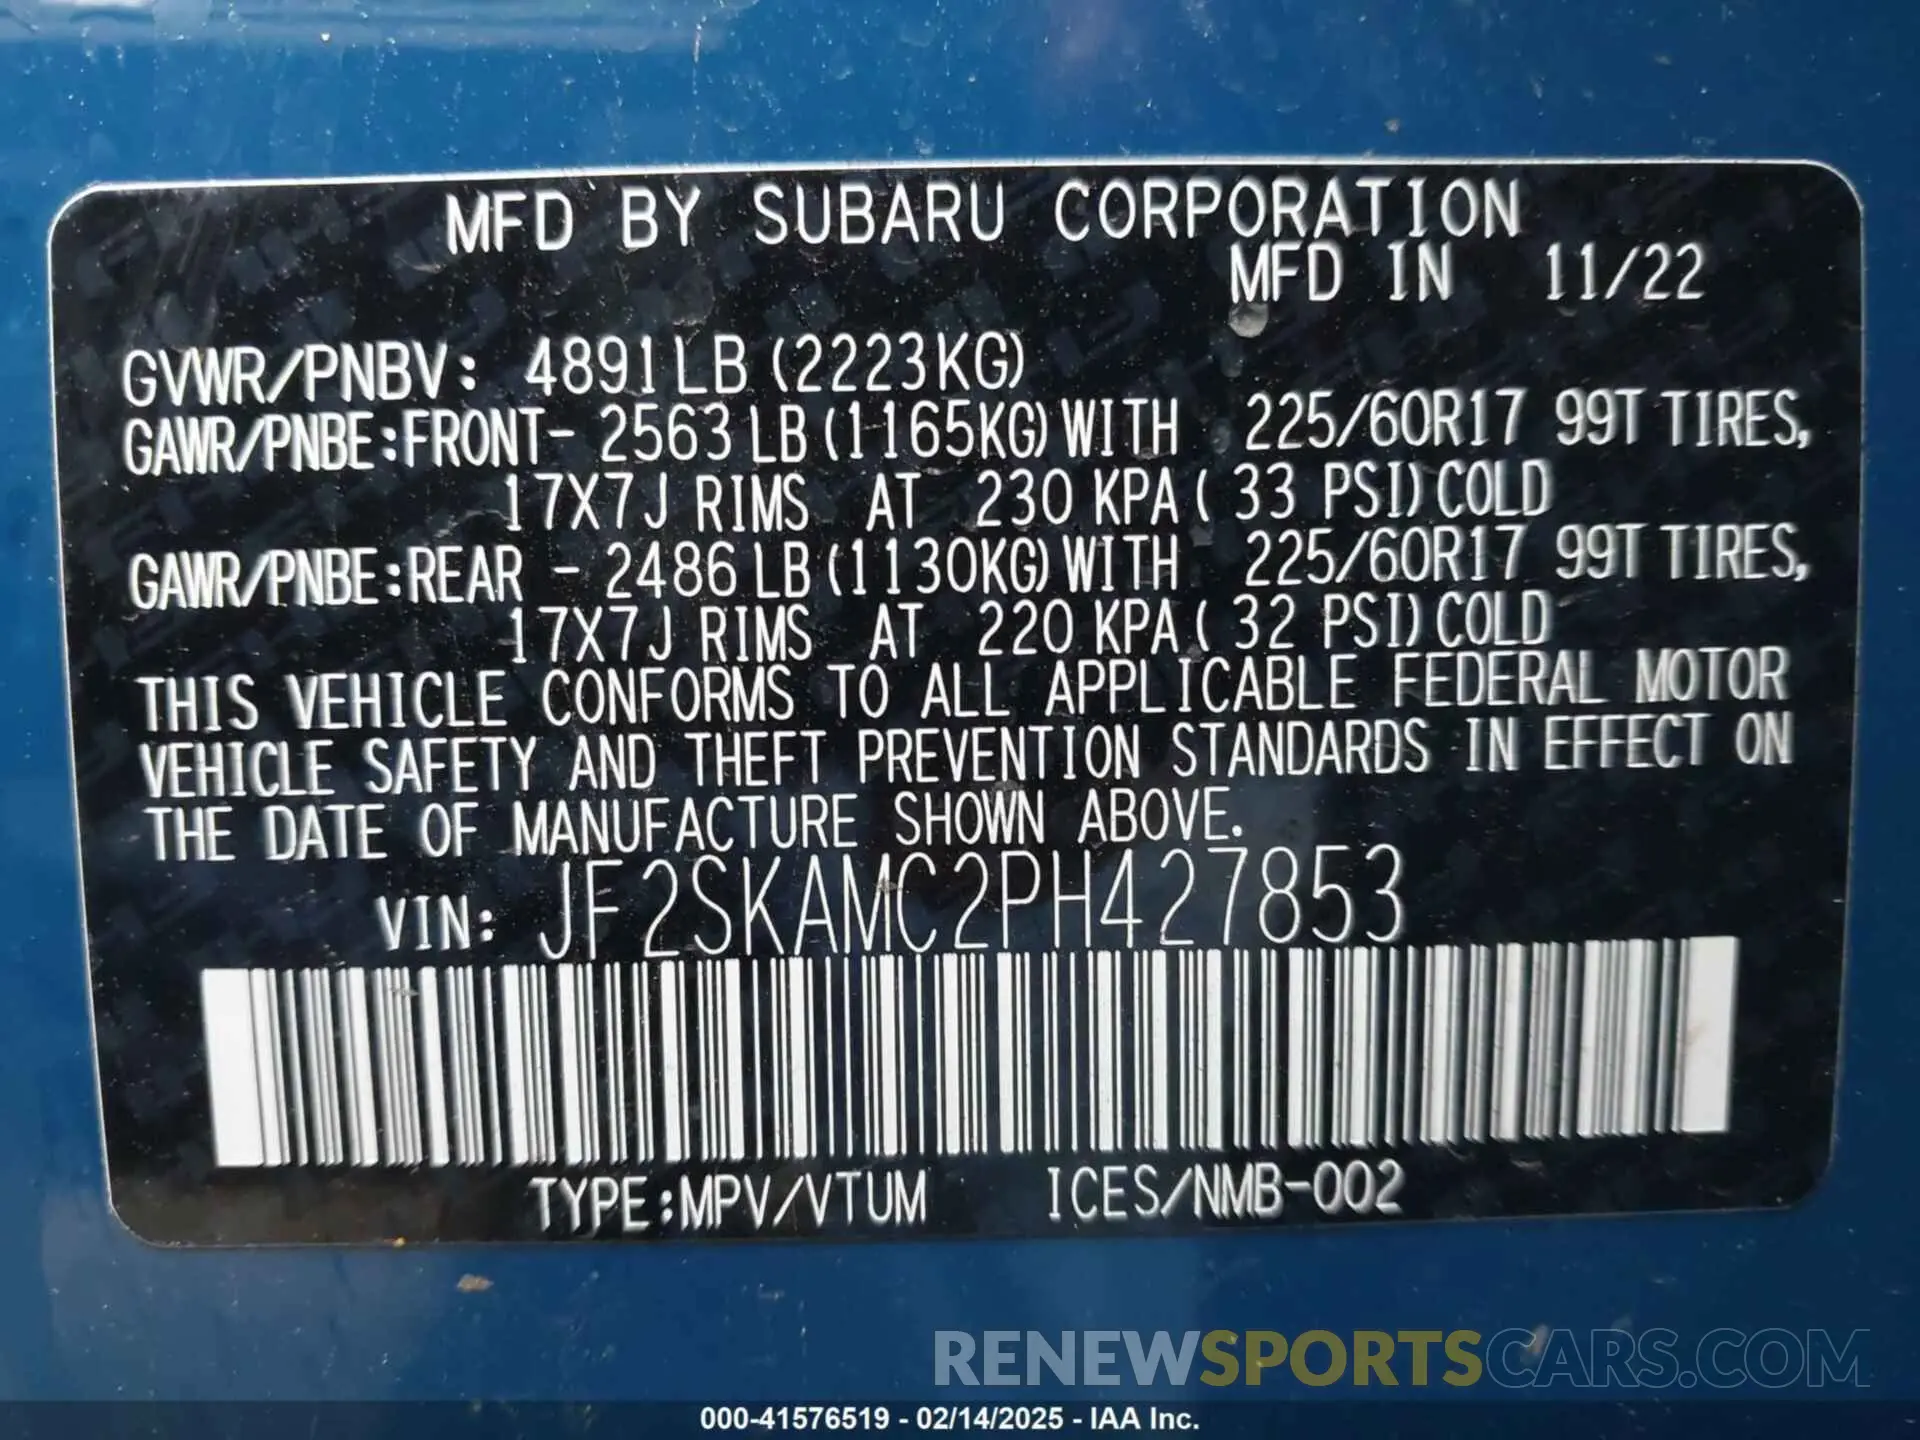 MFD BY SUBARU CORPORATION
MFD IN 11/22
GVWR/PNBV: 4891LB (2223KG)
GAWR/PNBE:FRONT- 2563 LB (1165KG) WITH 225/60R17 99T TIRES,
17X7J RIMS AT 230 KPA ( 33 PSI) COLD
GAWR/PNBE:REAR - 2486 LB (1130KG) WITH 225/60R17 99T TIRES,
17X7J RIMS AT 220 KPA ( 32 PSI) COLD
THIS VEHICLE CONFORMS TO ALL APPLICABLE FEDERAL MOTOR
VEHICLE SAFETY AND THEFT PREVENTION STANDARDS IN EFFECT ON
THE DATE OF MANUFACTURE SHOWN ABOVE.
VIN: JF2SKAMC2PH427853
TYPE:MPV/VTUM ICES/NMB-002
RENEWSPORTSCARS.COM
000-41576519 - 02/14/2025 - IAA Inc.